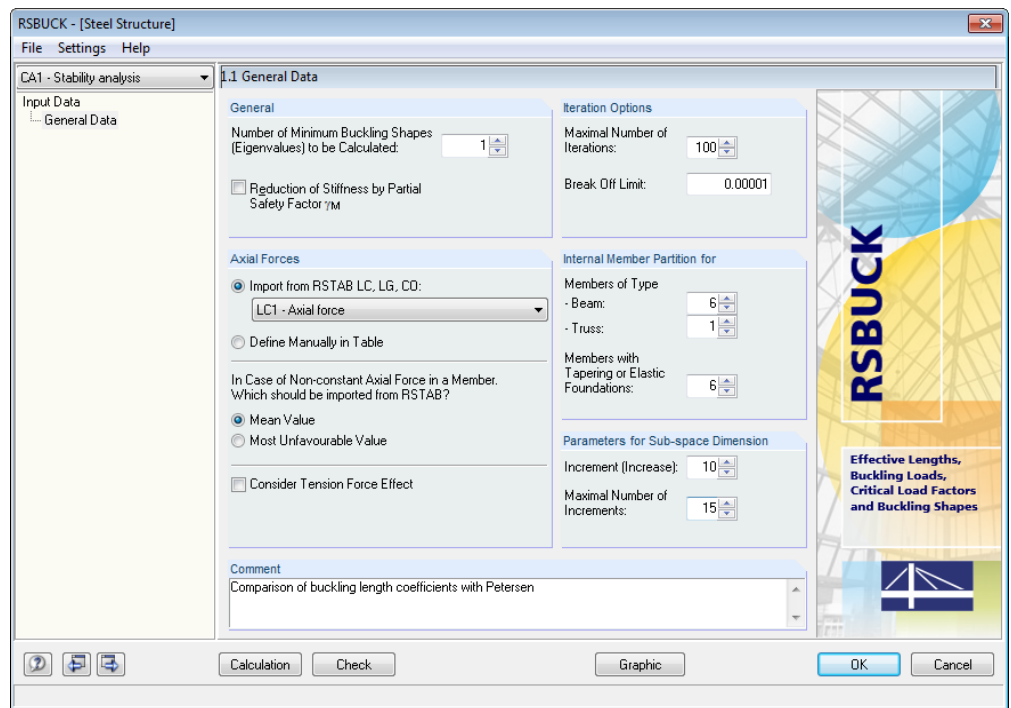 RSBUCK - [Steel Structure]
File Settings Help
CA1 - Stability analysis
Input Data
General Data
1.1 General Data
General
Number of Minimum Buckling Shapes
(Eigenvalues) to be Calculated:
1
Reduction of Stiffness by Partial
Safety Factor γM
Iteration Options
Maximal Number of
Iterations:
100
Break Off Limit:
0.00001
Axial Forces
Import from RSTAB LC, LG, CO:
LC1 - Axial force
Define Manually in Table
In Case of Non-constant Axial Force in a Member.
Which should be imported from RSTAB?
Mean Value
Most Unfavourable Value
Consider Tension Force Effect
Internal Member Partition for
Members of Type
- Beam:
6
- Truss:
1
Members with
Tapering or Elastic
Foundations:
6
Parameters for Sub-space Dimension
Increment (Increase):
10
Maximal Number of
Increments:
15
Comment
Comparison of buckling length coefficients with Petersen
RSBUCK
Effective Lengths,
Buckling Loads,
Critical Load Factors
and Buckling Shapes
Calculation
Check
Graphic
OK
Cancel